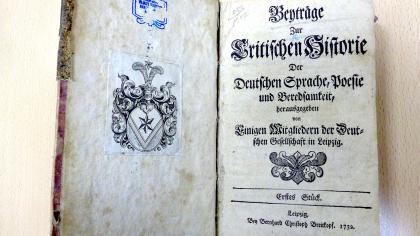 Beyträge
Zur
Critischen Historie
Der
Deutschen Sprache, Poesie
und Beredsamkeit,
herausgegeben
von
Einigen Mitgliedern der Deut-
schen Gesellschaft in Leipzig.
Erstes Stück.
Leipzig,
Bey Bernhard Christoph Breitkopf. 1732.